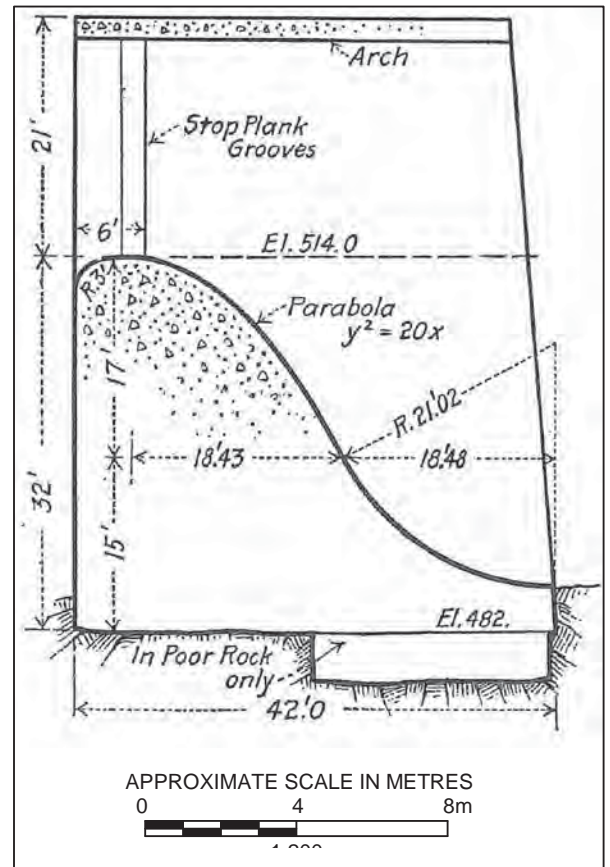 Arch
21'
Stop Plank
Grooves
6'
El. 514.0
R3'
Parabola
y² = 20x
17'
R. 21'.02
18'.43
18'.48
32'
15'
El. 482.
In Poor Rock
only
42'.0
APPROXIMATE SCALE IN METRES
0 4 8m